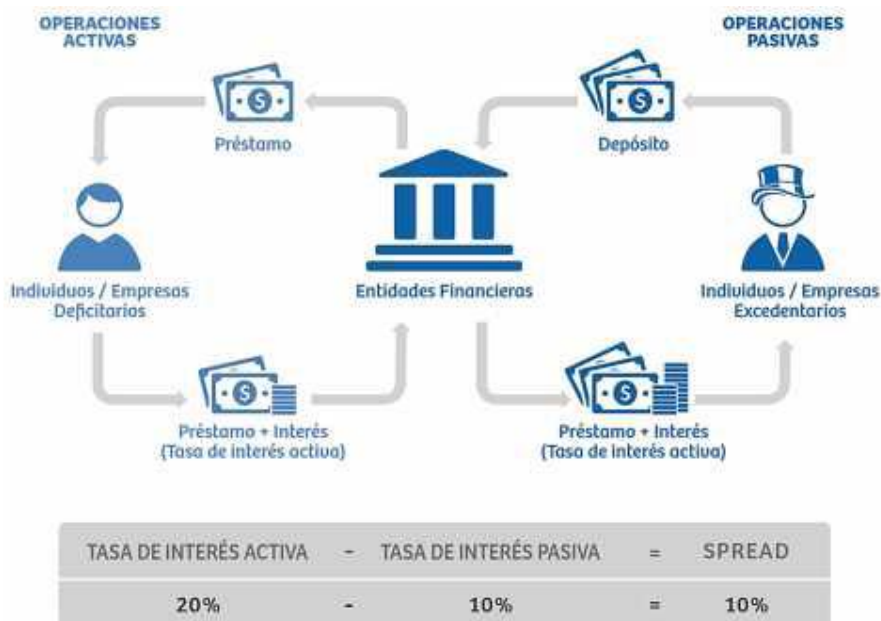 OPERACIONES
ACTIVAS
OPERACIONES
PASIVAS
Préstamo
Depósito
Individuos / Empresas
Deficitarios
Entidades Financieras
Individuos / Empresas
Excedentarios
Préstamo + Interés
(Tasa de interés activa)
Préstamo + Interés
(Tasa de interés activa)
TASA DE INTERÉS ACTIVA - TASA DE INTERÉS PASIVA = SPREAD
20% - 10% = 10%